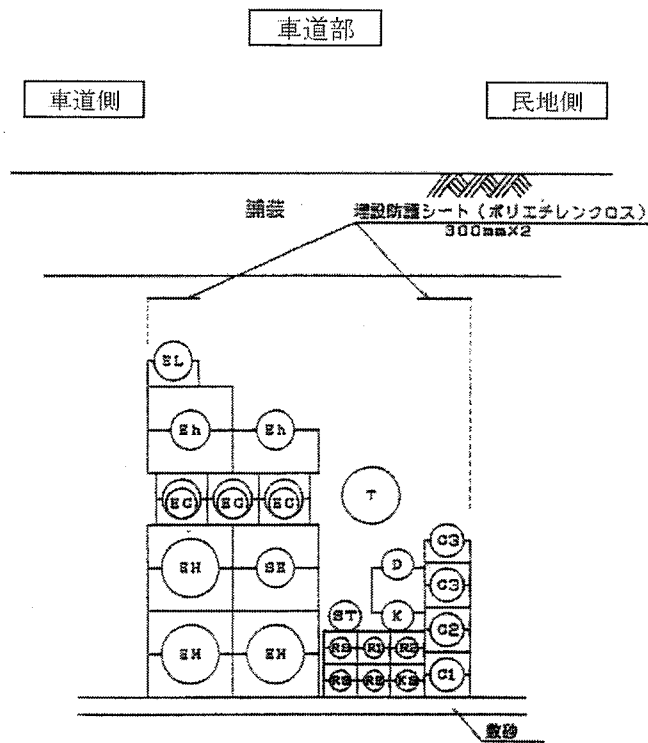 車道部
車道側
民地側
舗装
埋設防護シート(ポリエチレンクロス)
300mm×2
EL
Eh Eh
EC EC EC
T
EH SE
D
C3
C3
ST K
C2
EH EH
R1
C1
敷砂